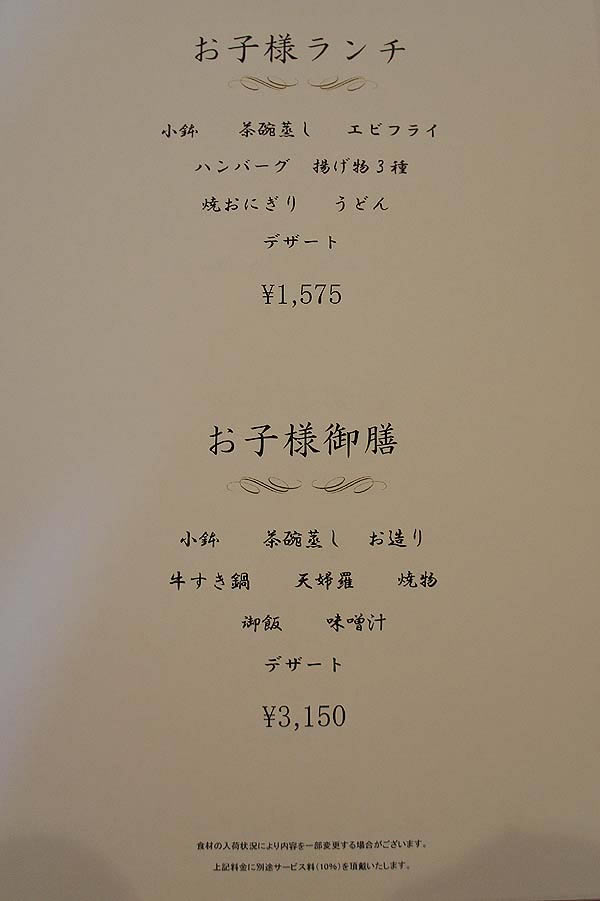 お子様ランチ
小鉢　茶碗蒸し　エビフライ
ハンバーグ　揚げ物3種
焼おにぎり　うどん
デザート
¥1,575
お子様御膳
小鉢　茶碗蒸し　お造り
牛すき鍋　天婦羅　焼物
御飯　味噌汁
デザート
¥3,150
食材の入荷状況により内容を一部変更する場合がございます。
上記料金に別途サービス料(10%)を頂戴いたします。